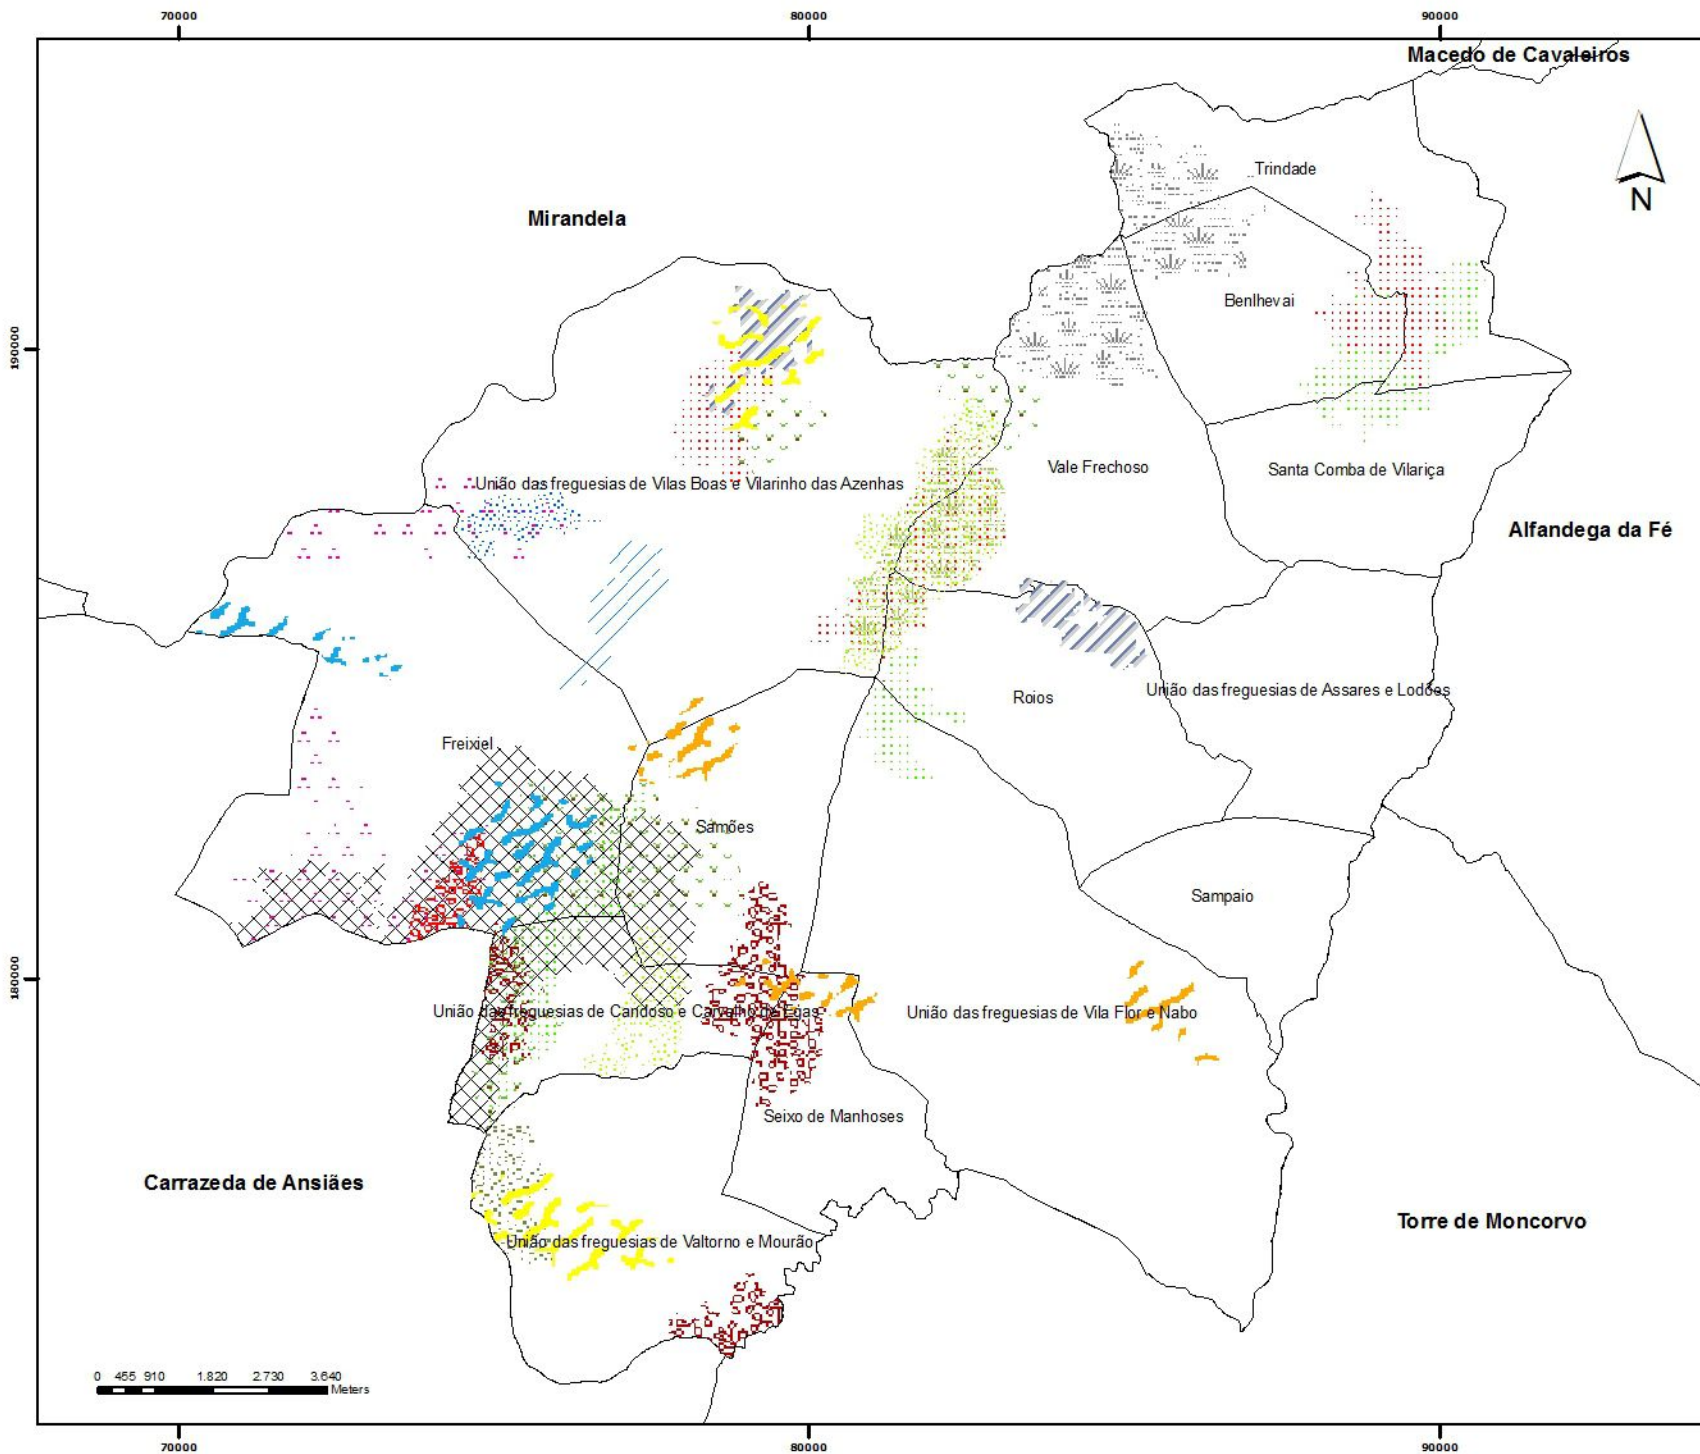 70000 80000 90000
Macedo de Cavaleiros
Trindade
N
Mirandela
Benlhevai
190000
Vale Frechoso
Santa Comba de Vilariça
União das freguesias de Vilas Boas e Vilarinho das Azenhas
Alfandega da Fé
União das freguesias de Assares e Lodões
Roios
Freixiel
Samões
Sampaio
180000
União das freguesias de Candoso e Carvalho de Egas
União das freguesias de Vila Flor e Nabo
Seixo de Manhoses
Carrazeda de Ansiães
Torre de Moncorvo
União das freguesias de Valtorno e Mourão
0 455 910 1.820 2.730 3.640
Meters
70000 80000 90000